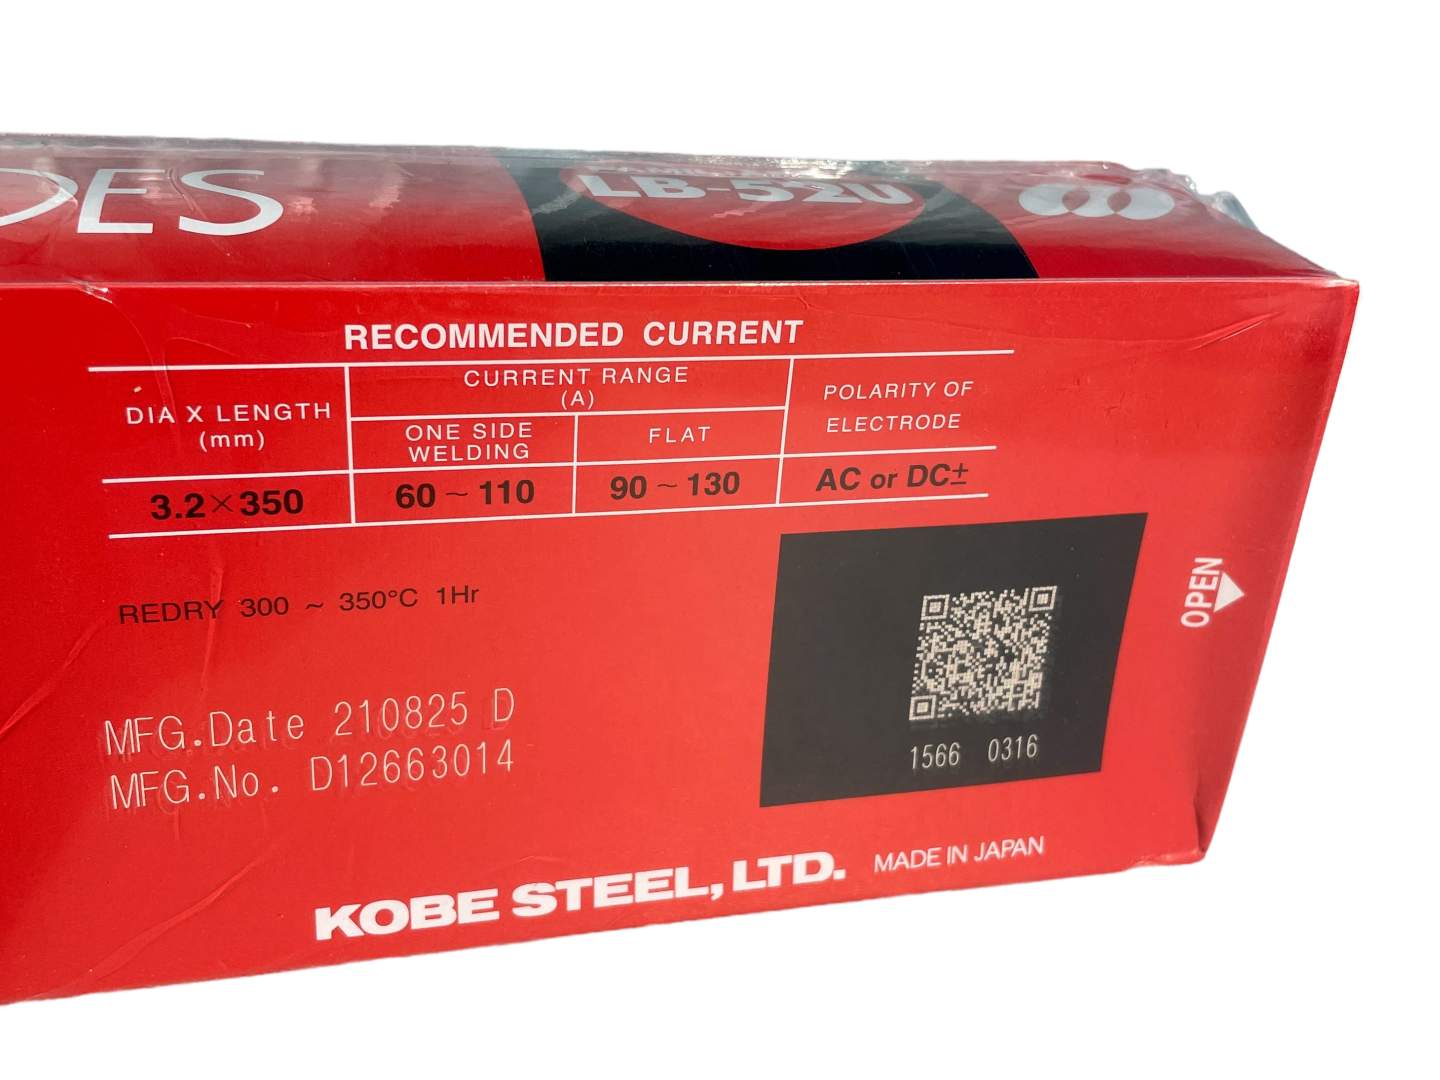 DES
LB-52U
RECOMMENDED CURRENT
DIA X LENGTH
(mm)
CURRENT RANGE
(A)
POLARITY OF
ELECTRODE
ONE SIDE
WELDING
FLAT
3.2×350
60 ~ 110
90 ~ 130
AC or DC±
REDRY 300 ~ 350°C 1Hr
OPEN
MFG.Date 210825 D
MFG.No. D12663014
1566 0316
KOBE STEEL, LTD. MADE IN JAPAN